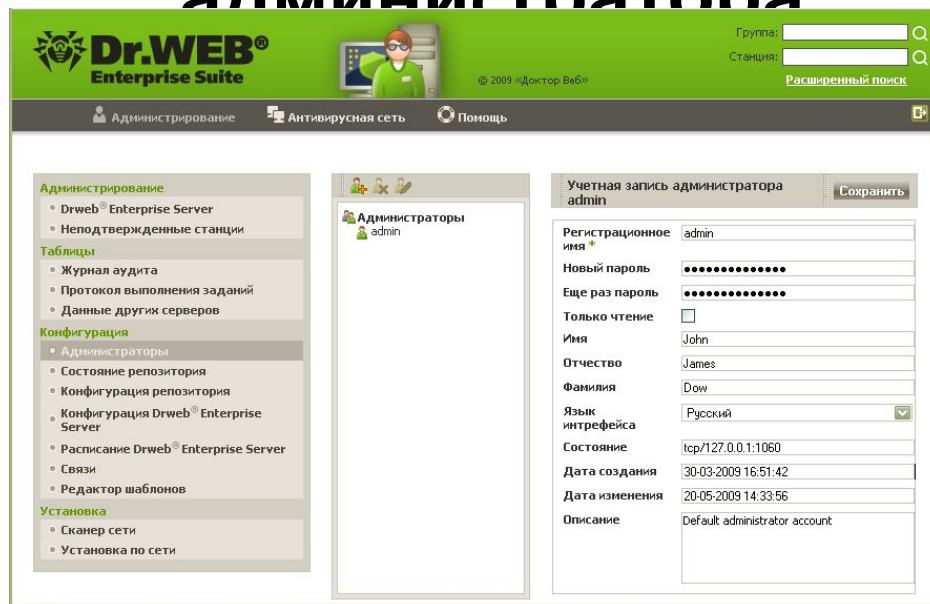 администратора
Dr.WEB®
Enterprise Suite
© 2009 «Доктор Веб»
Группа:
Станция:
Расширенный поиск
Администрирование
Антивирусная сеть
Помощь
Администрирование
Drweb® Enterprise Server
Неподтвержденные станции
Таблицы
Журнал аудита
Протокол выполнения заданий
Данные других серверов
Конфигурация
Администраторы
Состояние репозитория
Конфигурация репозитория
Конфигурация Drweb® Enterprise
Server
Расписание Drweb® Enterprise Server
Связи
Редактор шаблонов
Установка
Сканер сети
Установка по сети
Администраторы
admin
Учетная запись администратора
admin
Сохранить
Регистрационное
имя *
admin
Новый пароль ••••••••••••••
Еще раз пароль ••••••••••••••
Только чтение
Имя John
Отчество James
Фамилия Dow
Язык
интрефейса
Русский
Состояние tcp/127.0.0.1:1060
Дата создания 30-03-2009 16:51:42
Дата изменения 20-05-2009 14:33:56
Описание Default administrator account